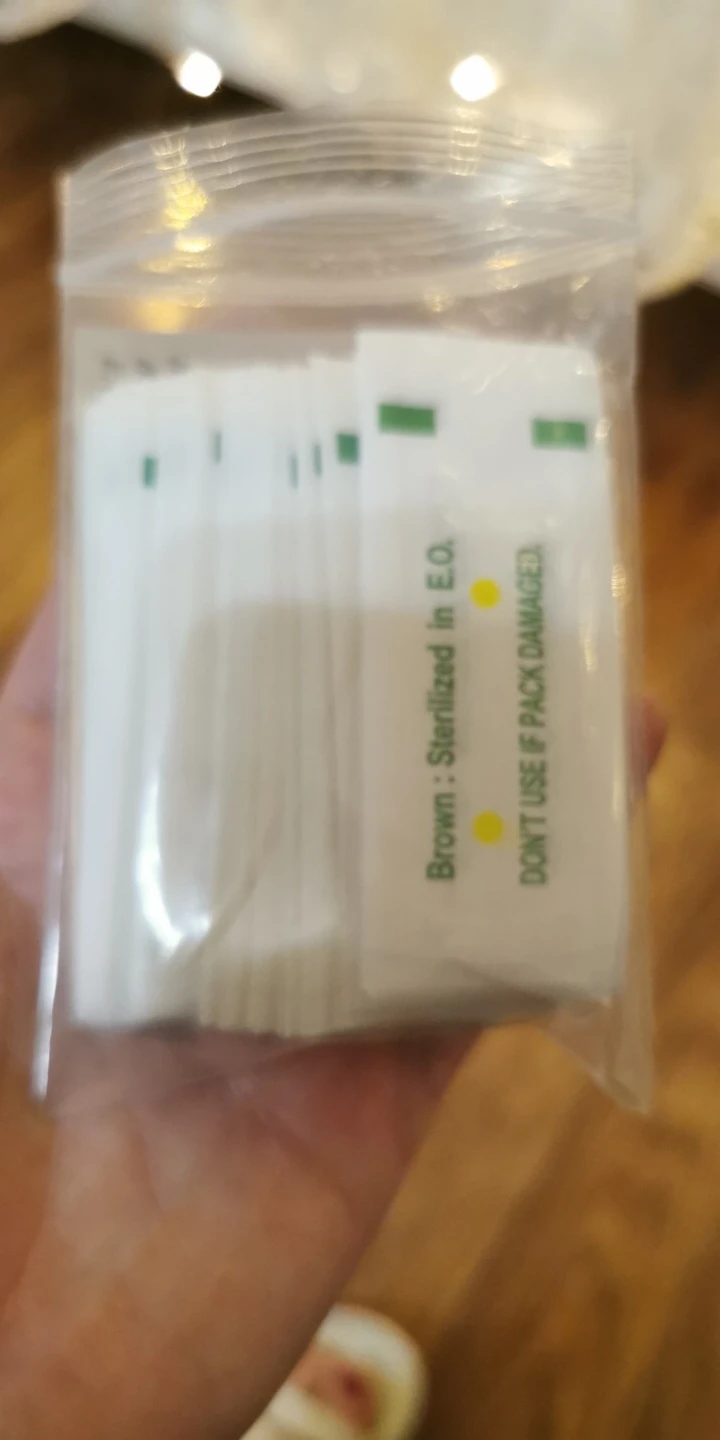 Brown : Sterilized in E.O.
DON'T USE IF PACK DAMAGED.